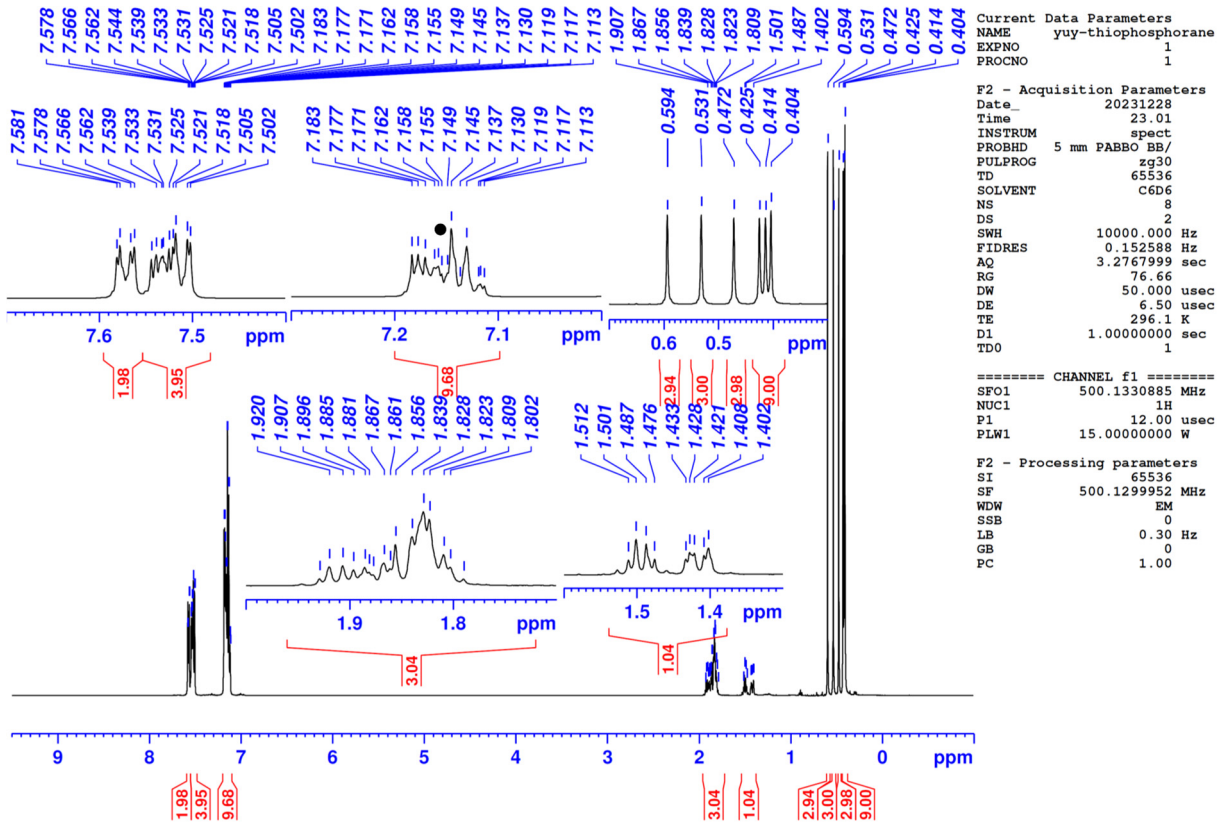 7.578 7.566 7.562 7.544 7.539 7.533 7.531 7.525 7.521 7.518 7.505 7.502 7.183 7.177 7.171 7.162 7.158 7.155 7.149 7.145 7.137 7.130 7.119 7.117 7.113 1.907 1.867 1.856 1.839 1.828 1.823 1.809 1.501 1.487 1.402 0.594 0.531 0.472 0.425 0.414 0.404
7.581 7.578 7.566 7.562 7.539 7.533 7.531 7.525 7.521 7.518 7.505 7.502
7.183 7.177 7.171 7.162 7.158 7.155 7.149 7.145 7.137 7.130 7.119 7.117 7.113
0.594 0.531 0.472 0.425 0.414 0.404
7.6 7.5 ppm
7.2 7.1 ppm
0.6 0.5 ppm
1.98 3.95
9.68
2.94 3.00 2.98 9.00
1.920 1.907 1.896 1.885 1.881 1.867 1.861 1.856 1.839 1.828 1.823 1.809 1.802
1.512 1.501 1.487 1.476 1.433 1.428 1.421 1.408 1.402
1.9 1.8 ppm
1.5 1.4 ppm
3.04
1.04
9 8 7 6 5 4 3 2 1 0 ppm
1.98 3.95 9.68 3.04 1.04 2.94 3.00 2.98 9.00
Current Data Parameters
NAME yuy-thiophosphorane
EXPNO 1
PROCNO 1
F2 - Acquisition Parameters
Date_ 20231228
Time 23.01
INSTRUM spect
PROBHD 5 mm PABBO BB/
PULPROG zg30
TD 65536
SOLVENT C6D6
NS 8
DS 2
SWH 10000.000 Hz
FIDRES 0.152588 Hz
AQ 3.2767999 sec
RG 76.66
DW 50.000 usec
DE 6.50 usec
TE 296.1 K
D1 1.00000000 sec
TD0 1
======== CHANNEL f1 ========
SFO1 500.1330885 MHz
NUC1 1H
P1 12.00 usec
PLW1 15.00000000 W
F2 - Processing parameters
SI 65536
SF 500.1299952 MHz
WDW EM
SSB 0
LB 0.30 Hz
GB 0
PC 1.00